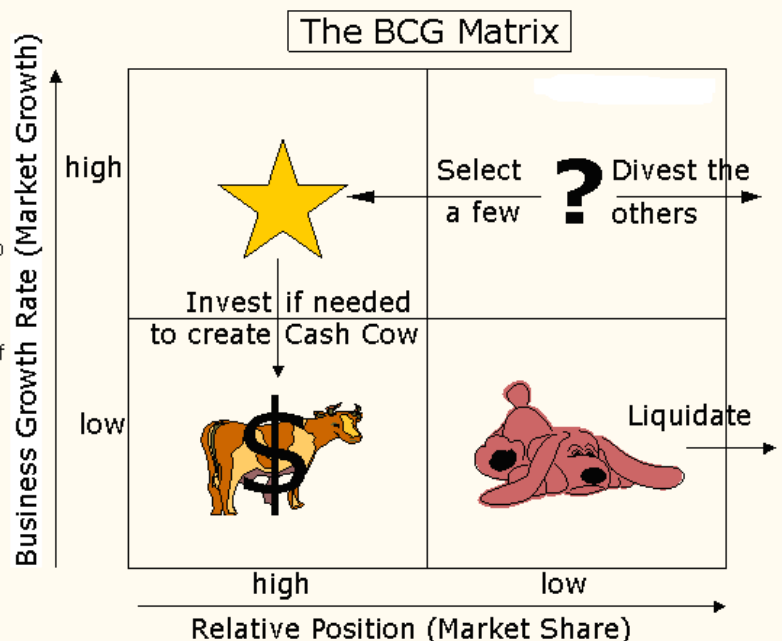 The BCG Matrix
Business Growth Rate (Market Growth)
high
Select
a few
?
Divest the
others
Invest if needed
to create Cash Cow
low
$
Liquidate
high
low
Relative Position (Market Share)